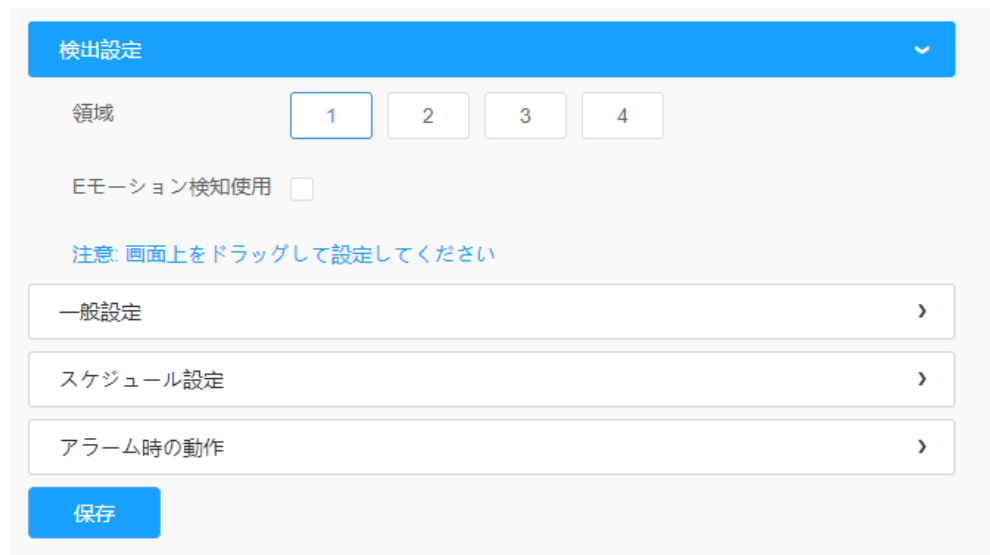 検出設定
領域 1 2 3 4
Eモーション検知使用
注意: 画面上をドラッグして設定してください
一般設定
スケジュール設定
アラーム時の動作
保存